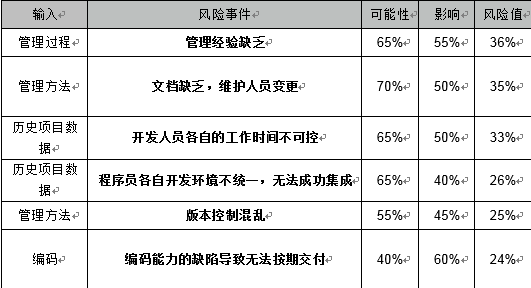 输入 风险事件 可能性 影响 风险值
管理过程 管理经验缺乏 65% 55% 36%
管理方法 文档缺乏，维护人员变更 70% 50% 35%
历史项目数
据 开发人员各自的工作时间不可控 65% 50% 33%
历史项目数
据 程序员各自开发环境不统一，无法成功集成 65% 40% 26%
管理方法 版本控制混乱 55% 45% 25%
编码 编码能力的缺陷导致无法按期交付 40% 60% 24%